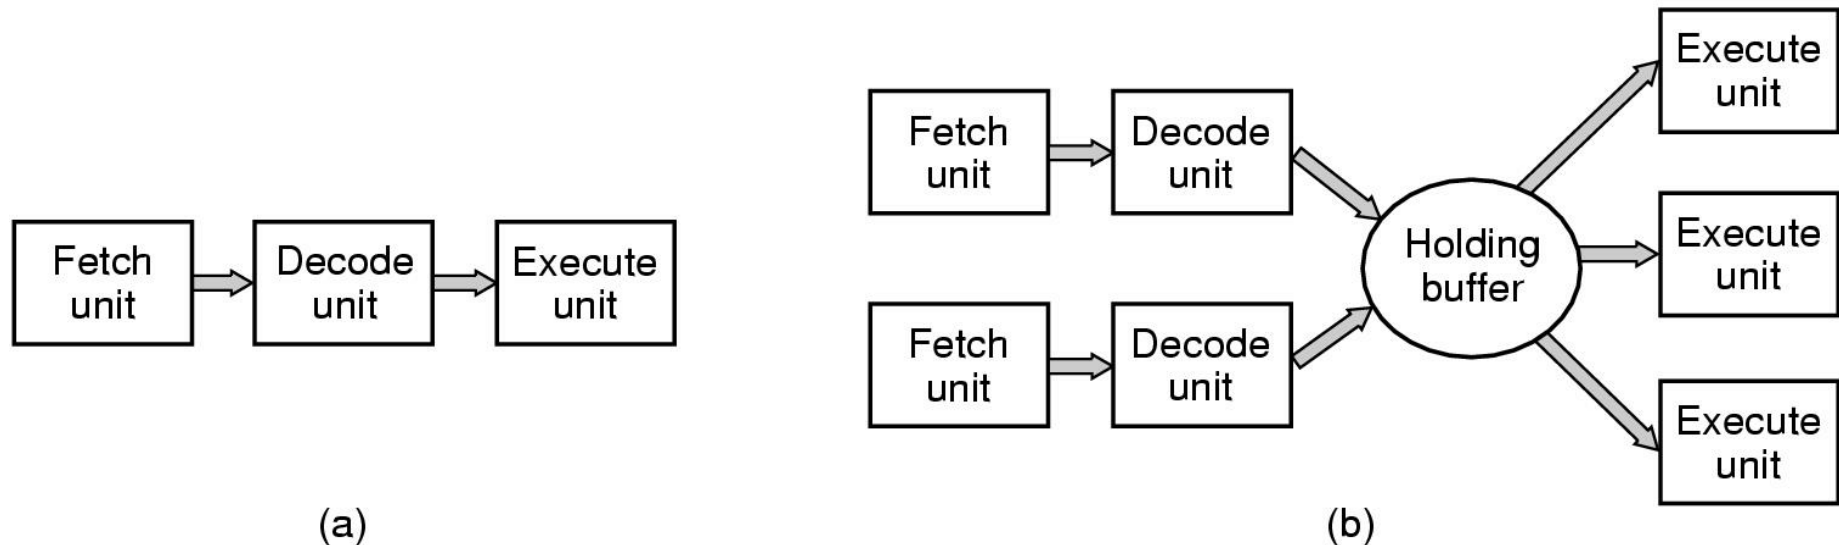 Fetch
unit
Decode
unit
Execute
unit
(a)
Fetch
unit
Decode
unit
Fetch
unit
Decode
unit
Holding
buffer
Execute
unit
Execute
unit
Execute
unit
(b)